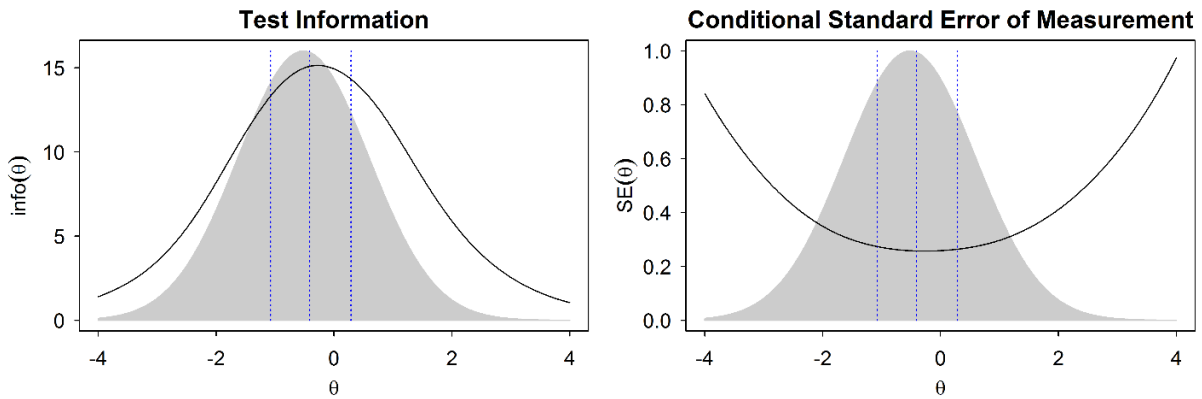 Test Information
15
10
5
0
info(θ)
-4 -2 0 2 4
θ
Conditional Standard Error of Measurement
1.0
0.8
0.6
0.4
0.2
0.0
SE(θ)
-4 -2 0 2 4
θ